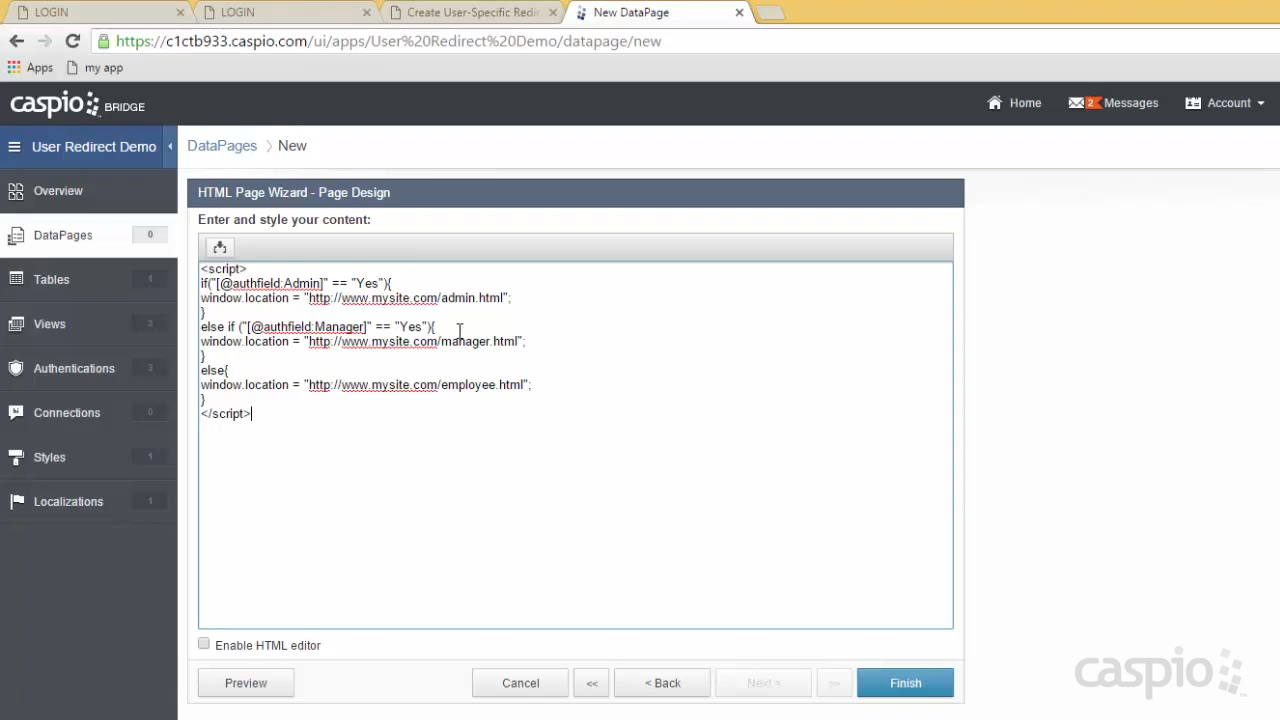 LOGIN
LOGIN
Create User-Specific Redir
New DataPage
https://c1ctb933.caspio.com/ui/apps/User%20Redirect%20Demo/datapage/new
Apps
my app
caspio BRIDGE
Home
2
Messages
Account
User Redirect Demo
DataPages
New
Overview
DataPages
0
Tables
1
Views
3
Authentications
3
Connections
0
Styles
1
Localizations
1
HTML Page Wizard - Page Design
Enter and style your content:
<script>
if("[@authfield:Admin]" == "Yes"){
window.location = "http://www.mysite.com/admin.html";
}
else if ("[@authfield:Manager]" == "Yes"){
window.location = "http://www.mysite.com/manager.html";
}
else{
window.location = "http://www.mysite.com/employee.html";
}
</script>
Enable HTML editor
Preview
Cancel
<<
< Back
Next >
>>
Finish
caspio